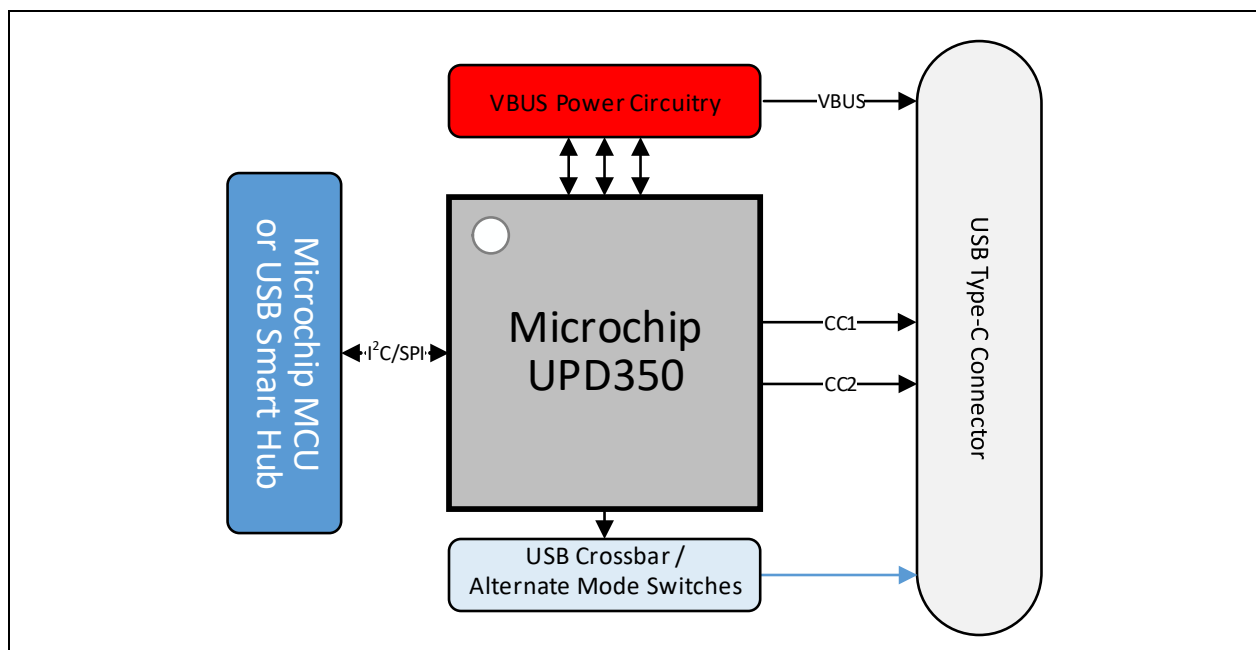 VBUS Power Circuitry
VBUS
Microchip MCU
or USB Smart Hub
I²C/SPI
Microchip
UPD350
CC1
CC2
USB Type-C Connector
USB Crossbar /
Alternate Mode Switches